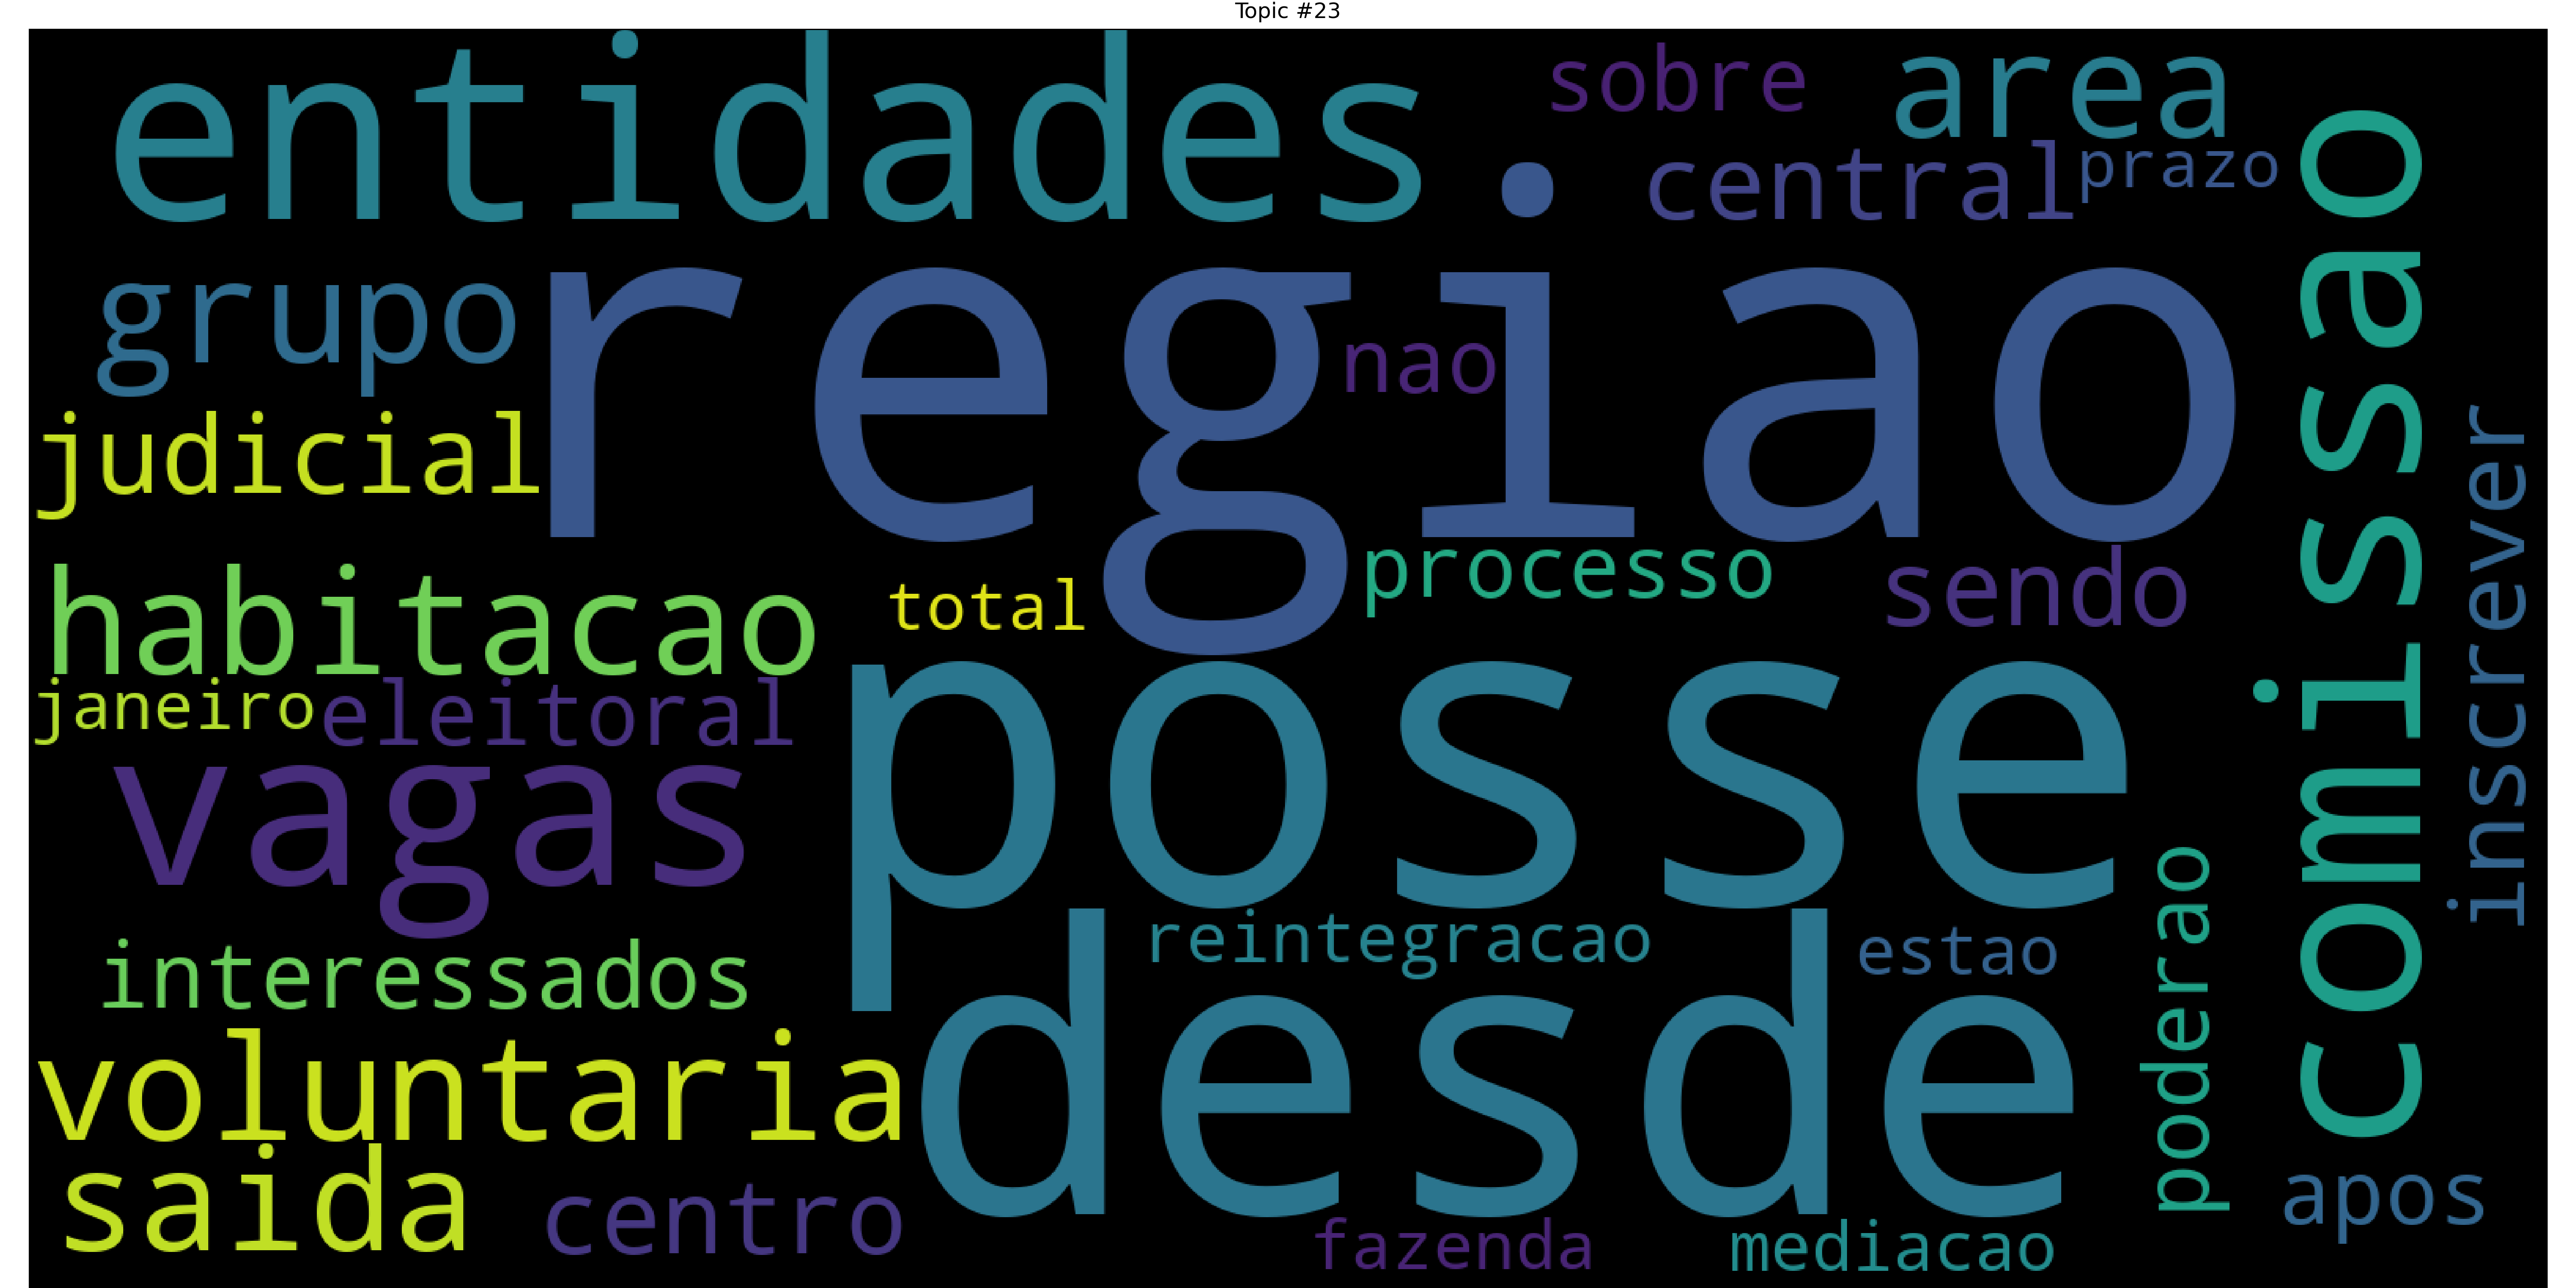 Topic #23
entidades
sobre
area
central
prazo
comissao
grupo
regiao
nao
judicial
inscrever
habitacao
total
processo
sendo
janeiro
eleitoral
posse
vagas
poderao
interessados
reintegracao
estao
desde
voluntaria
saida
centro
apos
fazenda
mediacao